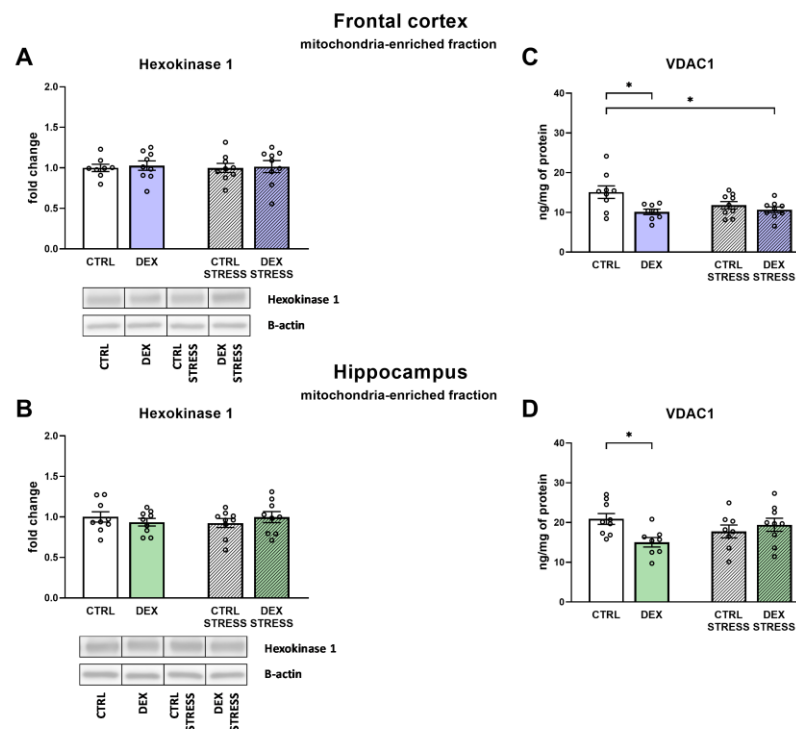 Frontal cortex
mitochondria-enriched fraction
A
Hexokinase 1
fold change
2.0
1.5
1.0
0.5
0.0
CTRL
DEX
CTRL
STRESS
DEX
STRESS
Hexokinase 1
B-actin
CTRL
DEX
CTRL
STRESS
DEX
STRESS
C
VDAC1
ng/mg of protein
40
30
20
10
0
*
*
CTRL
DEX
CTRL
STRESS
DEX
STRESS
Hippocampus
mitochondria-enriched fraction
B
Hexokinase 1
fold change
2.0
1.5
1.0
0.5
0.0
CTRL
DEX
CTRL
STRESS
DEX
STRESS
Hexokinase 1
B-actin
CTRL
DEX
CTRL
STRESS
DEX
STRESS
D
VDAC1
ng/mg of protein
40
30
20
10
0
*
CTRL
DEX
CTRL
STRESS
DEX
STRESS